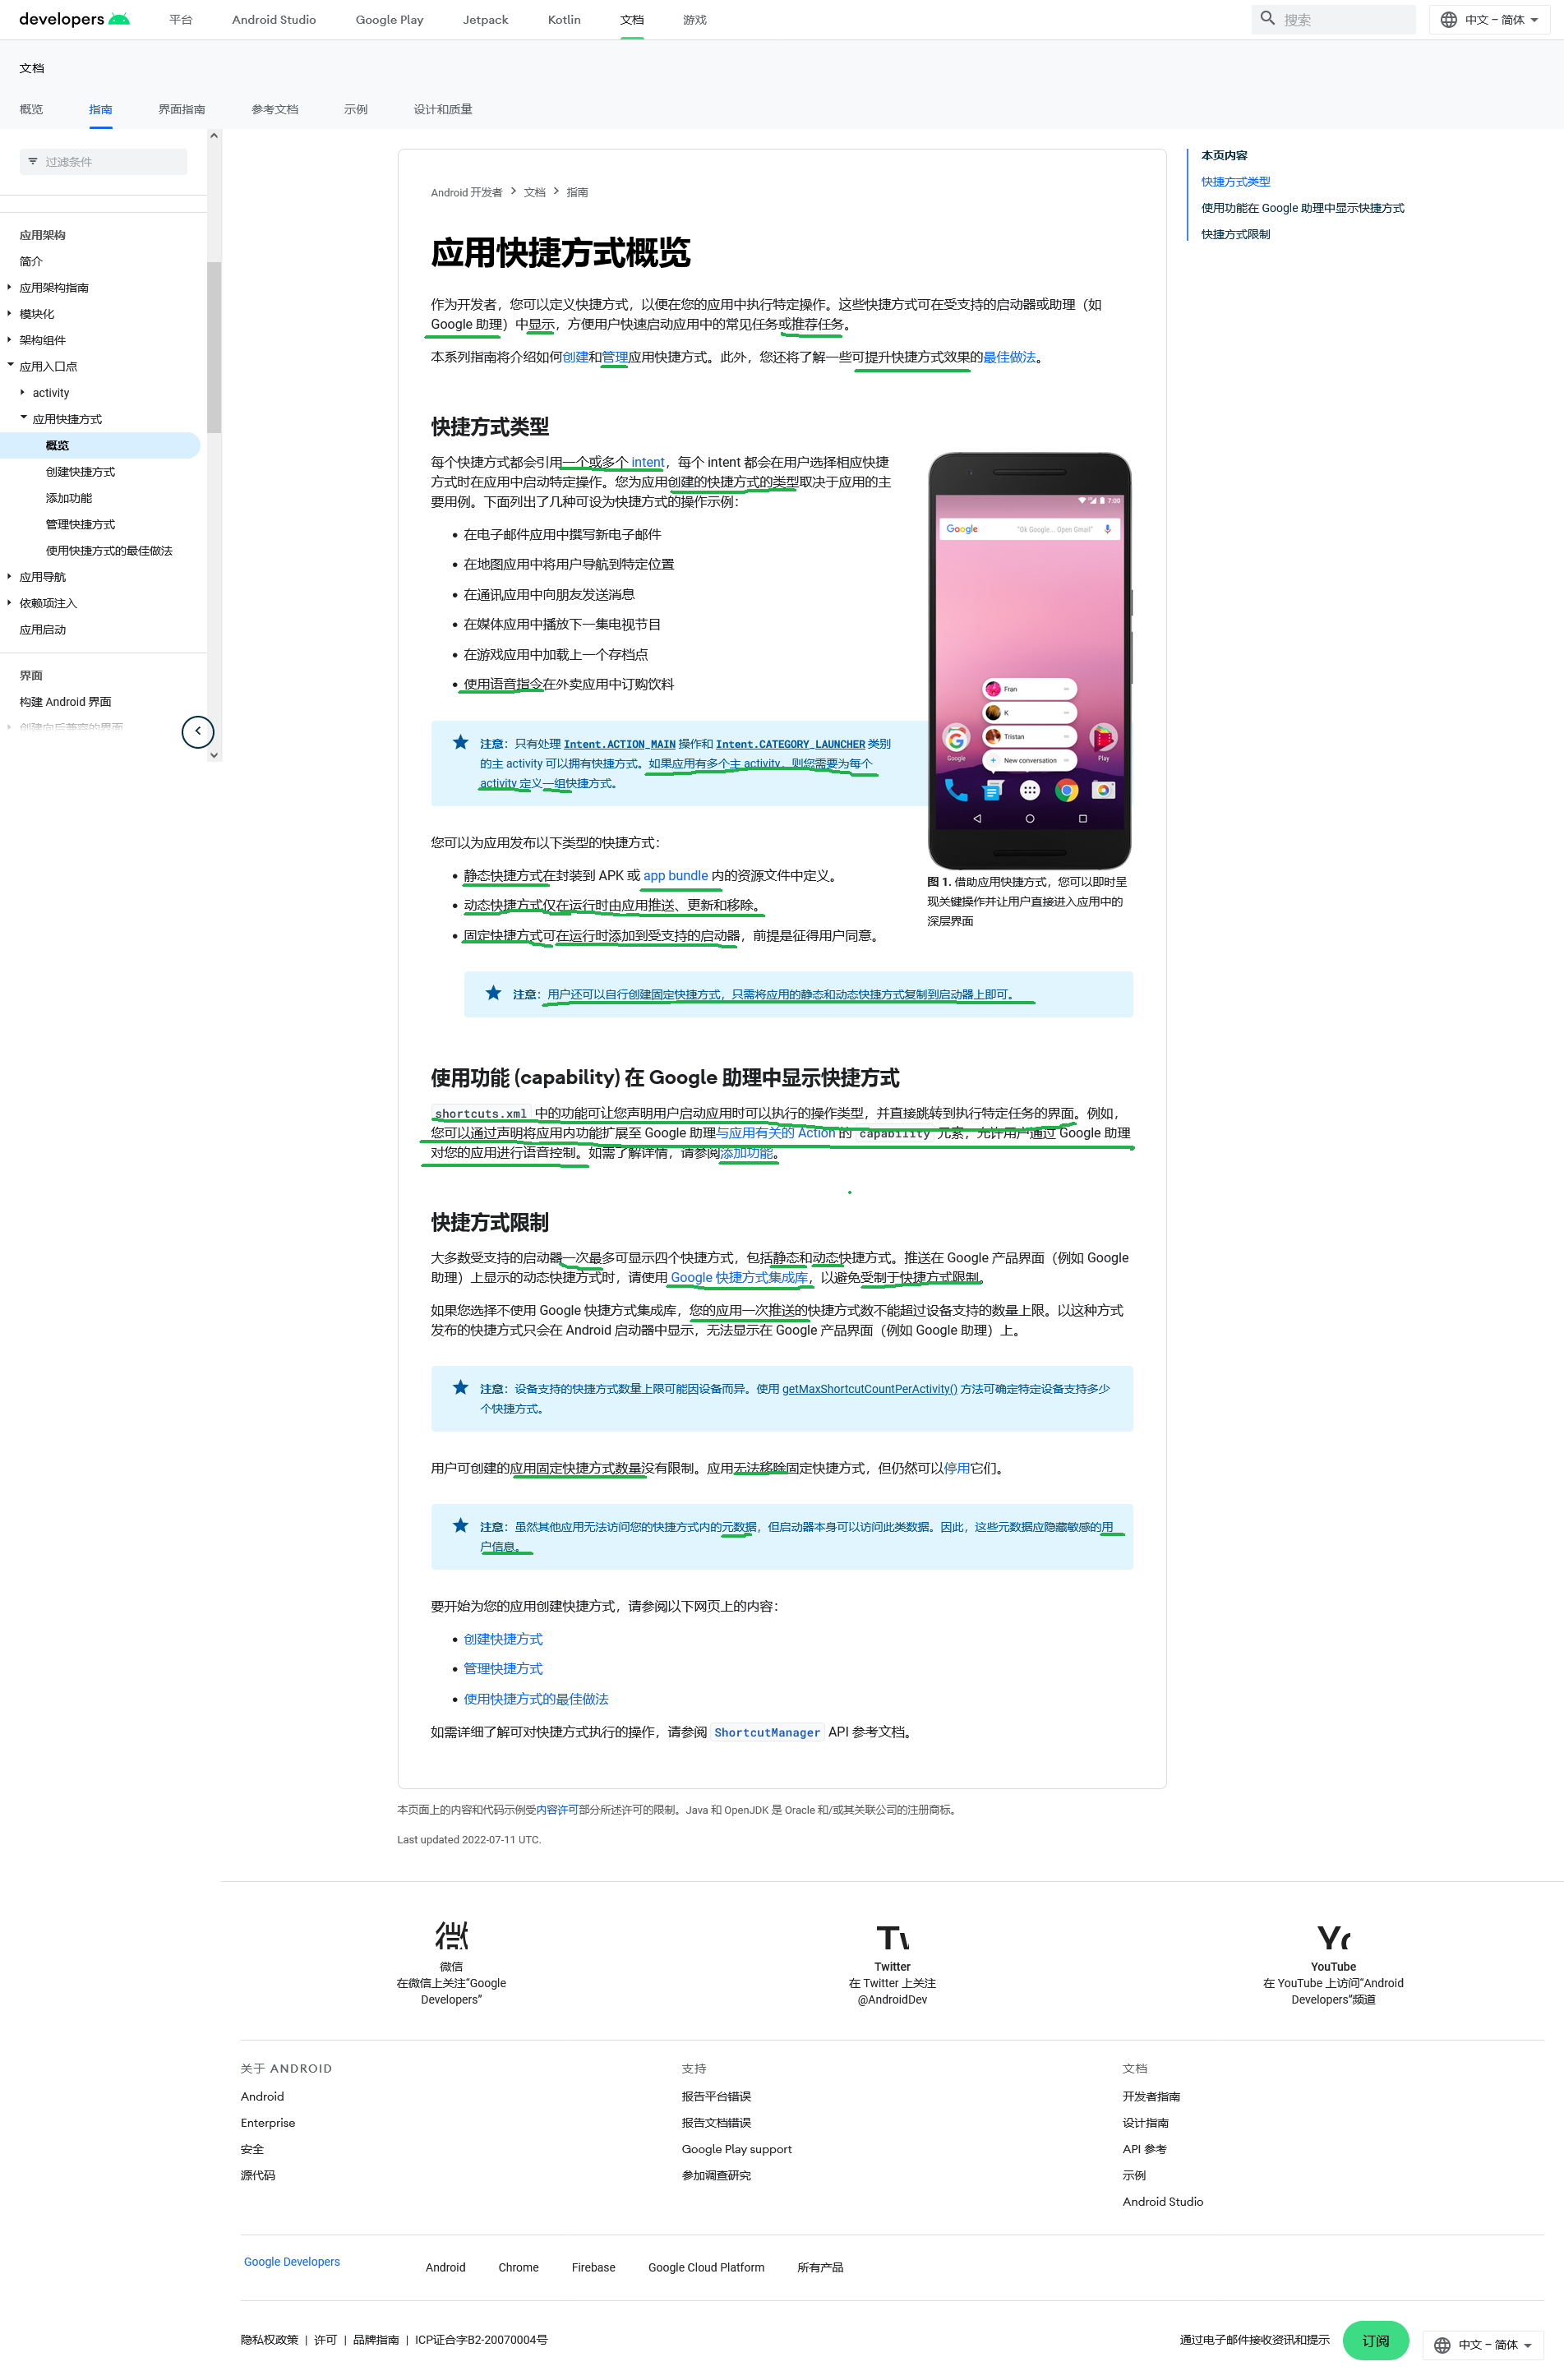 developers
平台
Android Studio
Google Play
Jetpack
Kotlin
文档
游戏
搜索
中文 – 简体
文档
概览
指南
界面指南
参考文档
示例
设计和质量
过滤条件
应用架构
简介
应用架构指南
模块化
架构组件
应用入口点
activity
应用快捷方式
概览
创建快捷方式
添加功能
管理快捷方式
使用快捷方式的最佳做法
应用导航
依赖项注入
应用启动
界面
构建 Android 界面
创建向后兼容的界面
Android 开发者
文档
指南
应用快捷方式概览
作为开发者，您可以定义快捷方式，以便在您的应用中执行特定操作。这些快捷方式可在受支持的启动器或助理（如
Google 助理）中显示，方便用户快速启动应用中的常见任务或推荐任务。
本系列指南将介绍如何创建和管理应用快捷方式。此外，您还将了解一些可提升快捷方式效果的最佳做法。
快捷方式类型
每个快捷方式都会引用一个或多个 intent，每个 intent 都会在用户选择相应快捷
方式时在应用中启动特定操作。您为应用创建的快捷方式的类型取决于应用的主
要用例。下面列出了几种可设为快捷方式的操作示例：
• 在电子邮件应用中撰写新电子邮件
• 在地图应用中将用户导航到特定位置
• 在通讯应用中向朋友发送消息
• 在媒体应用中播放下一集电视节目
• 在游戏应用中加载上一个存档点
• 使用语音指令在外卖应用中订购饮料
注意：只有处理 Intent.ACTION_MAIN 操作和 Intent.CATEGORY_LAUNCHER 类别
的主 activity 可以拥有快捷方式。如果应用有多个主 activity，则您需要为每个
activity 定义一组快捷方式。
7:00
Google
"Ok Google... Open Gmail"
Fran
K
Tristan
New conversation
Google
Play
图 1. 借助应用快捷方式，您可以即时呈
现关键操作并让用户直接进入应用中的
深层界面
您可以为应用发布以下类型的快捷方式：
• 静态快捷方式在封装到 APK 或 app bundle 内的资源文件中定义。
• 动态快捷方式仅在运行时由应用推送、更新和移除。
• 固定快捷方式可在运行时添加到受支持的启动器，前提是征得用户同意。
注意：用户还可以自行创建固定快捷方式，只需将应用的静态和动态快捷方式复制到启动器上即可。
使用功能 (capability) 在 Google 助理中显示快捷方式
shortcuts.xml 中的功能可让您声明用户启动应用时可以执行的操作类型，并直接跳转到执行特定任务的界面。例如，
您可以通过声明将应用内功能扩展至 Google 助理与应用有关的 Action 的 capability 元素，允许用户通过 Google 助理
对您的应用进行语音控制。如需了解详情，请参阅添加功能。
快捷方式限制
大多数受支持的启动器一次最多可显示四个快捷方式，包括静态和动态快捷方式。推送在 Google 产品界面（例如 Google
助理）上显示的动态快捷方式时，请使用 Google 快捷方式集成库，以避免受制于快捷方式限制。
如果您选择不使用 Google 快捷方式集成库，您的应用一次推送的快捷方式数不能超过设备支持的数量上限。以这种方式
发布的快捷方式只会在 Android 启动器中显示，无法显示在 Google 产品界面（例如 Google 助理）上。
注意：设备支持的快捷方式数量上限可能因设备而异。使用 getMaxShortcutCountPerActivity() 方法可确定特定设备支持多少
个快捷方式。
用户可创建的应用固定快捷方式数量没有限制。应用无法移除固定快捷方式，但仍然可以停用它们。
注意：虽然其他应用无法访问您的快捷方式内的元数据，但启动器本身可以访问此类数据。因此，这些元数据应隐藏敏感的用
户信息。
要开始为您的应用创建快捷方式，请参阅以下网页上的内容：
• 创建快捷方式
• 管理快捷方式
• 使用快捷方式的最佳做法
如需详细了解可对快捷方式执行的操作，请参阅 ShortcutManager API 参考文档。
本页内容
快捷方式类型
使用功能在 Google 助理中显示快捷方式
快捷方式限制
本页面上的内容和代码示例受内容许可部分所述许可的限制。Java 和 OpenJDK 是 Oracle 和/或其关联公司的注册商标。
Last updated 2022-07-11 UTC.
微信
在微信上关注“Google
Developers”
Twitter
在 Twitter 上关注
@AndroidDev
YouTube
在 YouTube 上访问“Android
Developers”频道
关于 ANDROID
Android
Enterprise
安全
源代码
支持
报告平台错误
报告文档错误
Google Play support
参加调查研究
文档
开发者指南
设计指南
API 参考
示例
Android Studio
Google Developers
Android
Chrome
Firebase
Google Cloud Platform
所有产品
隐私权政策 | 许可 | 品牌指南 | ICP证合字B2-20070004号
通过电子邮件接收资讯和提示
订阅
中文 – 简体